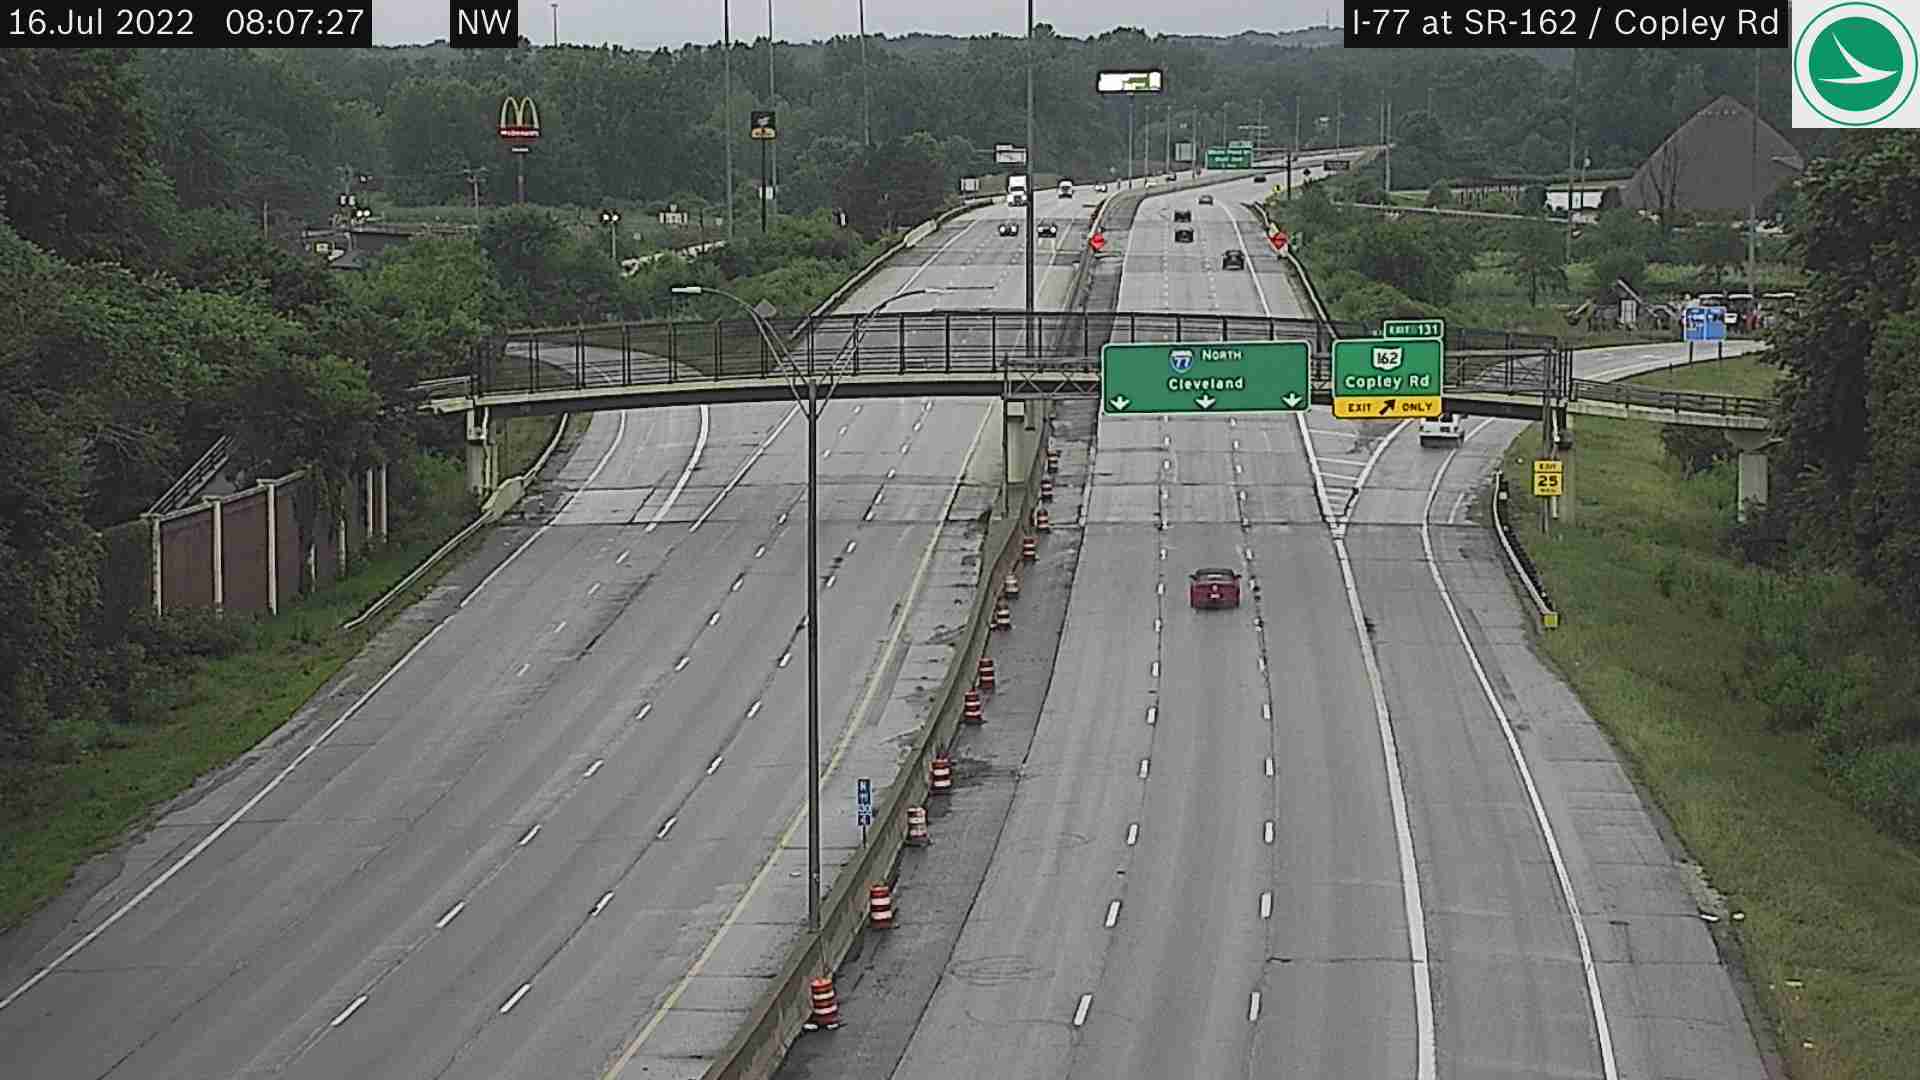 16.Jul 2022 08:07:27
NW
I-77 at SR-162 / Copley Rd
McDonald's
EXIT 131
77 NORTH
Cleveland
162
Copley Rd
EXIT ONLY
EXIT
25